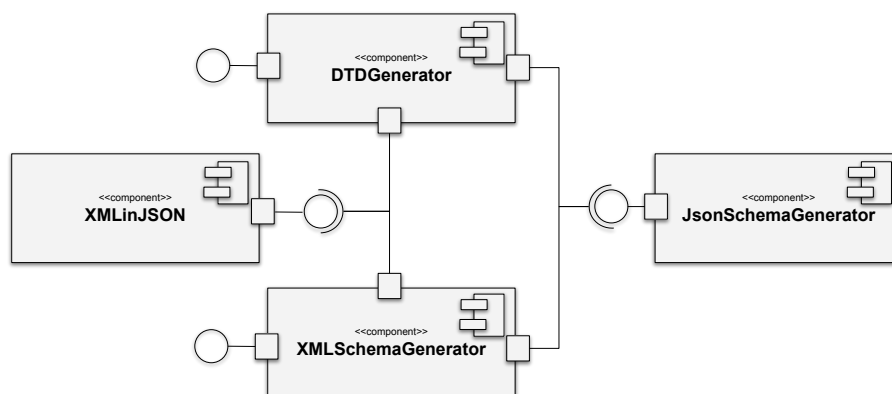 <<component>>
DTDGenerator
<<component>>
XMLinJSON
<<component>>
JsonSchemaGenerator
<<component>>
XMLSchemaGenerator